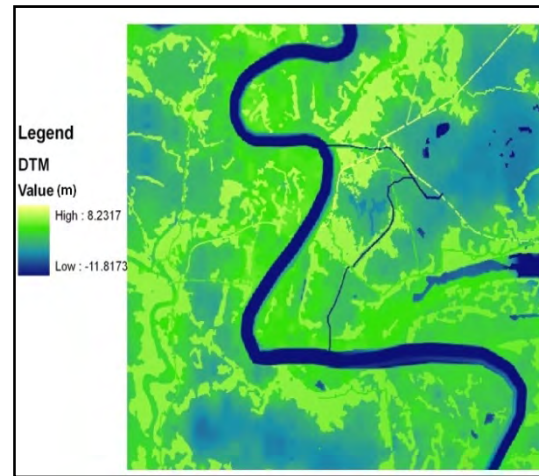 Legend
DTM
Value (m)
High : 8.2317
Low : -11.8173